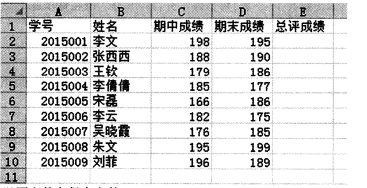 A B C D E
1 学号 姓名 期中成绩 期末成绩 总评成绩
2 2015001 李文 198 195
3 2015002 张西西 188 190
4 2015003 王钦 179 186
5 2015004 李倩倩 185 177
6 2015005 宋磊 166 186
7 2015006 李云 182 175
8 2015007 吴晓霞 176 185
9 2015008 朱文 195 199
10 2015009 刘菲 196 189
11